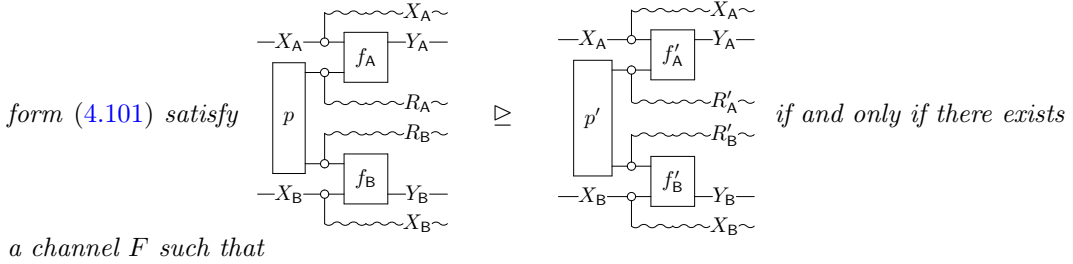 X_A
X_A Y_A
f_A
R_A
form (4.101) satisfy p ⊵ p′ if and only if there exists
R_B
f_B
X_B Y_B
X_B
X_A
X_A Y_A
f′_A
R′_A
R′_B
f′_B
X_B Y_B
X_B
a channel F such that